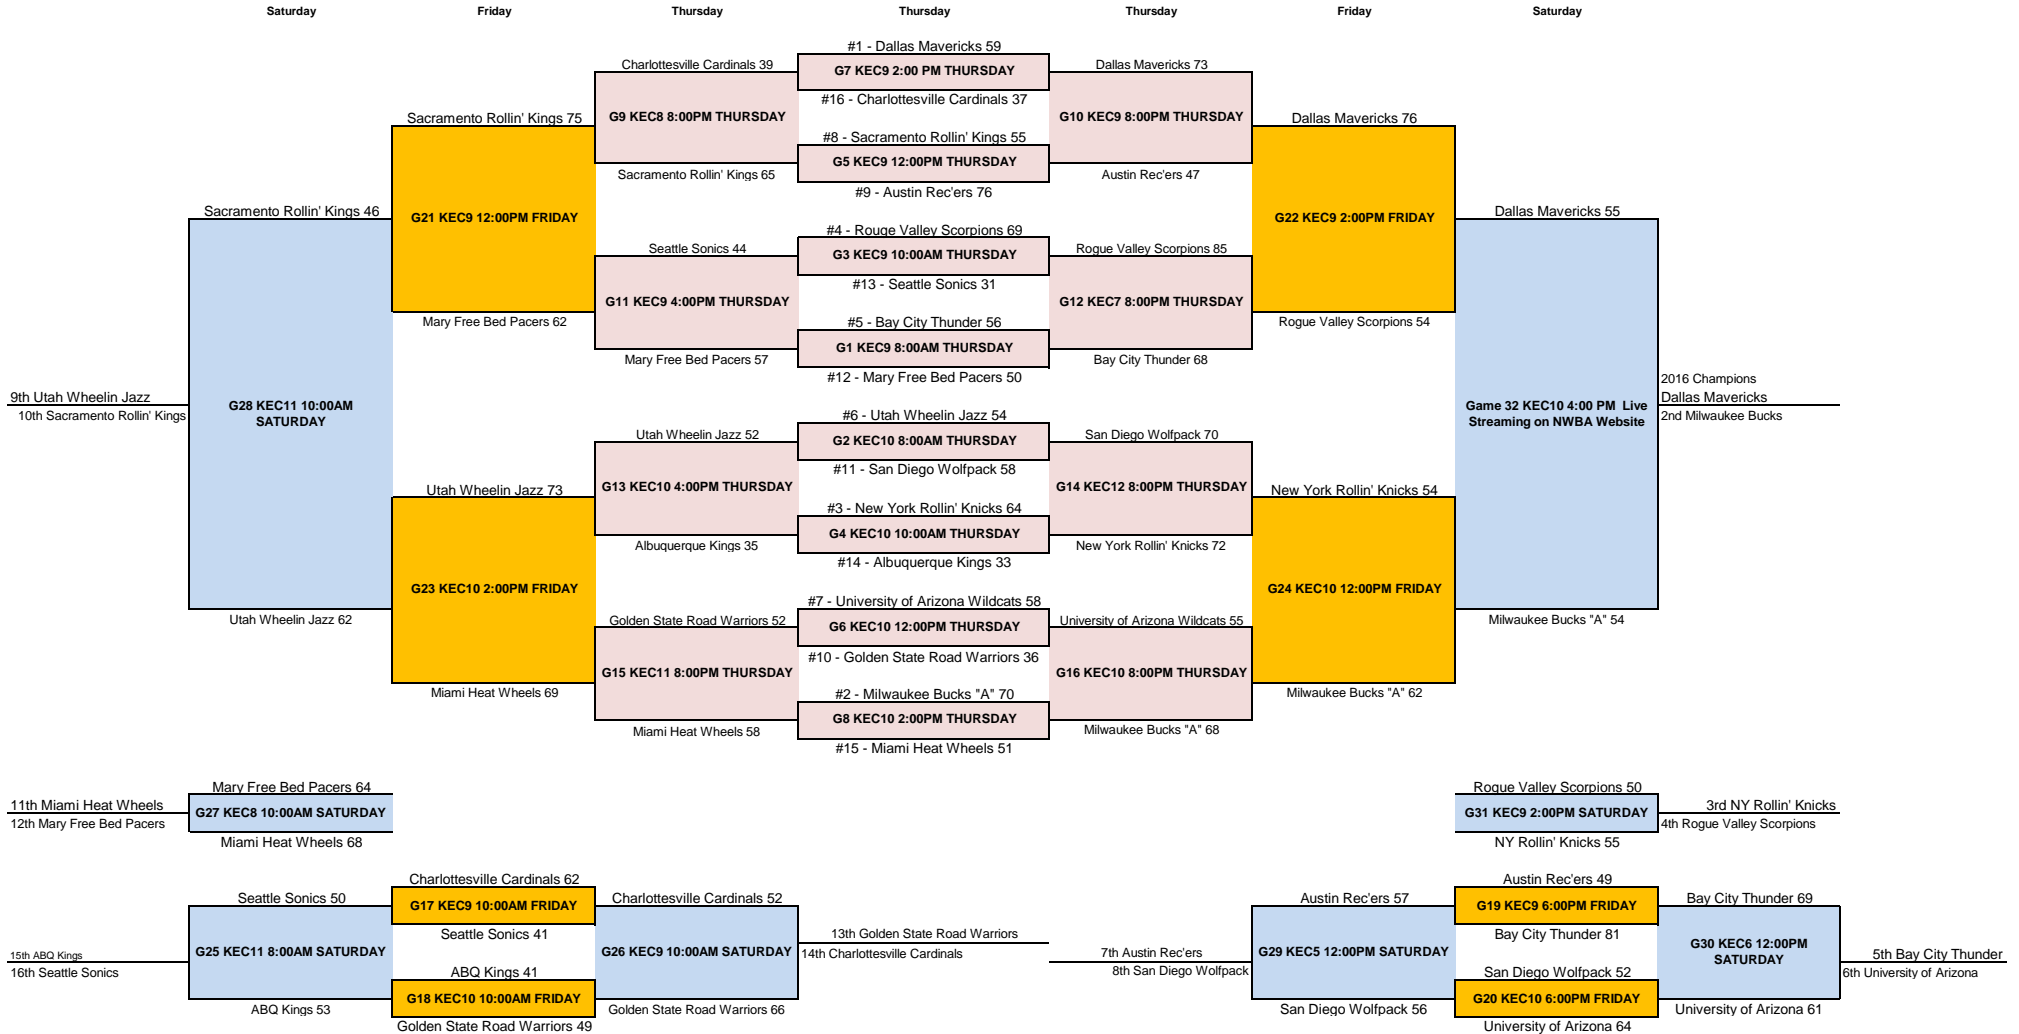 Saturday Friday Thursday Thursday Thursday Friday Saturday
#1 - Dallas Mavericks 59
Charlottesville Cardinals 39
G7 KEC9 2:00 PM THURSDAY
Dallas Mavericks 73
#16 - Charlottesville Cardinals 37
Sacramento Rollin' Kings 75
G9 KEC8 8:00PM THURSDAY
G10 KEC9 8:00PM THURSDAY
Dallas Mavericks 76
#8 - Sacramento Rollin' Kings 55
G5 KEC9 12:00PM THURSDAY
Sacramento Rollin' Kings 65
Austin Rec'ers 47
#9 - Austin Rec'ers 76
Sacramento Rollin' Kings 46
G21 KEC9 12:00PM FRIDAY
G22 KEC9 2:00PM FRIDAY
Dallas Mavericks 55
#4 - Rouge Valley Scorpions 69
Seattle Sonics 44
G3 KEC9 10:00AM THURSDAY
Rogue Valley Scorpions 85
#13 - Seattle Sonics 31
G11 KEC9 4:00PM THURSDAY
G12 KEC7 8:00PM THURSDAY
Mary Free Bed Pacers 62
#5 - Bay City Thunder 56
Rogue Valley Scorpions 54
G1 KEC9 8:00AM THURSDAY
Mary Free Bed Pacers 57
Bay City Thunder 68
#12 - Mary Free Bed Pacers 50
2016 Champions
9th Utah Wheelin Jazz
Dallas Mavericks
10th Sacramento Rollin' Kings
G28 KEC11 10:00AM
SATURDAY
Game 32 KEC10 4:00 PM  Live
Streaming on NWBA Website
2nd Milwaukee Bucks
#6 - Utah Wheelin Jazz 54
Utah Wheelin Jazz 52
G2 KEC10 8:00AM THURSDAY
San Diego Wolfpack 70
#11 - San Diego Wolfpack 58
Utah Wheelin Jazz 73
G13 KEC10 4:00PM THURSDAY
G14 KEC12 8:00PM THURSDAY
New York Rollin' Knicks 54
#3 - New York Rollin' Knicks 64
G4 KEC10 10:00AM THURSDAY
Albuquerque Kings 35
New York Rollin' Knicks 72
#14 - Albuquerque Kings 33
G23 KEC10 2:00PM FRIDAY
G24 KEC10 12:00PM FRIDAY
#7 - University of Arizona Wildcats 58
Utah Wheelin Jazz 62
Golden State Road Warriors 52
G6 KEC10 12:00PM THURSDAY
University of Arizona Wildcats 55
Milwaukee Bucks "A" 54
#10 - Golden State Road Warriors 36
G15 KEC11 8:00PM THURSDAY
G16 KEC10 8:00PM THURSDAY
Miami Heat Wheels 69
#2 - Milwaukee Bucks "A" 70
Milwaukee Bucks "A" 62
G8 KEC10 2:00PM THURSDAY
Miami Heat Wheels 58
Milwaukee Bucks "A" 68
#15 - Miami Heat Wheels 51
Mary Free Bed Pacers 64
Rogue Valley Scorpions 50
11th Miami Heat Wheels
G27 KEC8 10:00AM SATURDAY
G31 KEC9 2:00PM SATURDAY
3rd NY Rollin' Knicks
12th Mary Free Bed Pacers
4th Rogue Valley Scorpions
Miami Heat Wheels 68
NY Rollin' Knicks 55
Charlottesville Cardinals 62
Austin Rec'ers 49
Seattle Sonics 50
G17 KEC9 10:00AM FRIDAY
Charlottesville Cardinals 52
Austin Rec'ers 57
G19 KEC9 6:00PM FRIDAY
Bay City Thunder 69
Seattle Sonics 41
13th Golden State Road Warriors
Bay City Thunder 81
15th ABQ Kings
G25 KEC11 8:00AM SATURDAY
G26 KEC9 10:00AM SATURDAY
14th Charlottesville Cardinals
7th Austin Rec'ers
G29 KEC5 12:00PM SATURDAY
G30 KEC6 12:00PM
SATURDAY
5th Bay City Thunder
16th Seattle Sonics
8th San Diego Wolfpack
6th University of Arizona
ABQ Kings 41
San Diego Wolfpack 52
G18 KEC10 10:00AM FRIDAY
G20 KEC10 6:00PM FRIDAY
ABQ Kings 53
Golden State Road Warriors 66
San Diego Wolfpack 56
University of Arizona 61
Golden State Road Warriors 49
University of Arizona 64